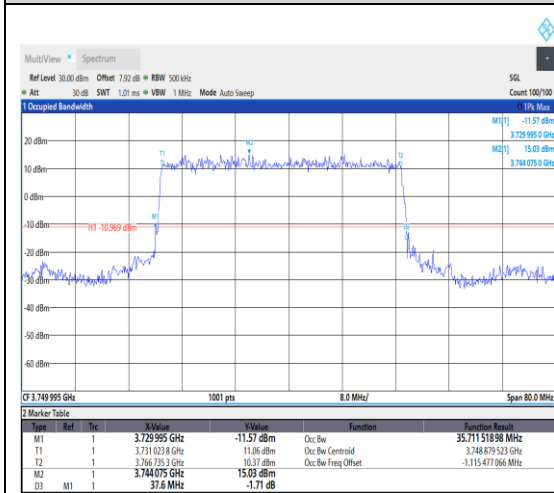 MultiView Spectrum
Ref Level 30.00 dBm Offset 7.92 dB RBW 500 kHz SGL
Att 30 dB SWT 1.01 ms VBW 1 MHz Mode Auto Sweep Count 100/100
1 Occupied Bandwidth 1Pk Max
M1[1] -11.57 dBm
3.729 995 0 GHz
M2[1] 15.03 dBm
3.744 075 0 GHz
20 dBm
T1
M2
T2
10 dBm
0 dBm
M1
-10 dBm
H1 -10.969 dBm
D3
-20 dBm
-30 dBm
-40 dBm
-50 dBm
-60 dBm
CF 3.749 995 GHz 1001 pts 8.0 MHz/ Span 80.0 MHz
2 Marker Table
Type Ref Trc X-Value Y-Value Function Function Result
M1 1 3.729 995 GHz -11.57 dBm Occ Bw 35.711 518 98 MHz
T1 1 3.731 023 8 GHz 11.06 dBm Occ Bw Centroid 3.748 879 523 GHz
T2 1 3.766 735 3 GHz 10.37 dBm Occ Bw Freq Offset -1.115 477 066 MHz
M2 1 3.744 075 GHz 15.03 dBm
D3 M1 1 37.6 MHz -1.71 dB